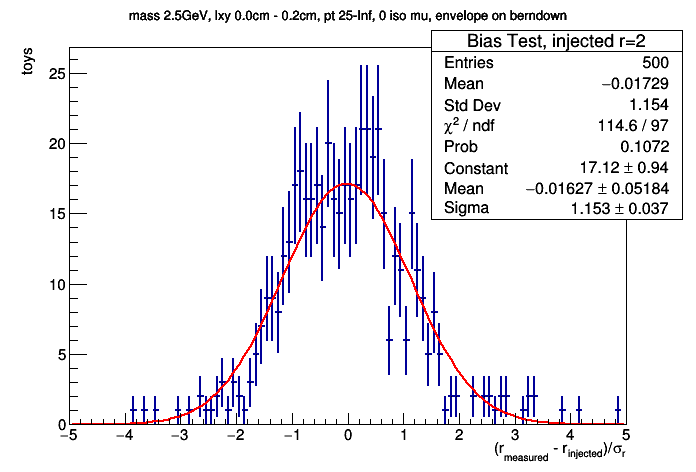 mass 2.5GeV, lxy 0.0cm - 0.2cm, pt 25-Inf, 0 iso mu, envelope on berndown
Bias Test, injected r=2
Entries 500
Mean −0.01729
Std Dev 1.154
χ² / ndf 114.6 / 97
Prob 0.1072
Constant 17.12 ± 0.94
Mean −0.01627 ± 0.05184
Sigma 1.153 ± 0.037
toys
25
20
15
10
5
0
−5 −4 −3 −2 −1 0 1 2 3 4 5
(r_measured - r_injected)/σ_r